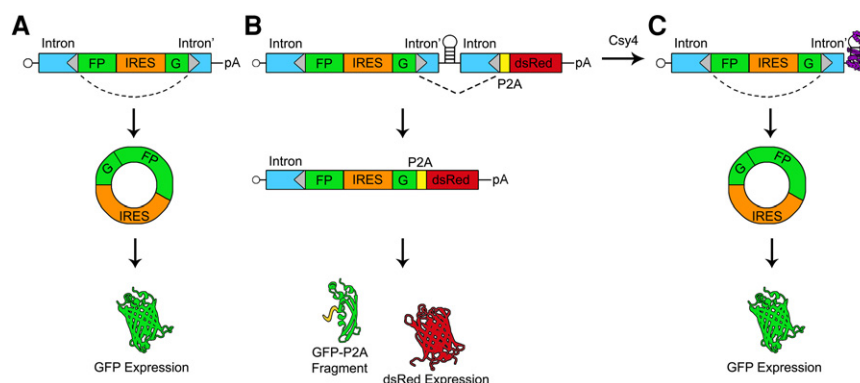 A
Intron
Intron'
FP
IRES
G
pA
G
FP
IRES
GFP Expression
B
Intron
Intron'
Intron
FP
IRES
G
dsRed
pA
P2A
Intron
P2A
FP
IRES
G
dsRed
pA
GFP-P2A
Fragment
dsRed Expression
Csy4
C
Intron
Intron'
FP
IRES
G
G
FP
IRES
GFP Expression